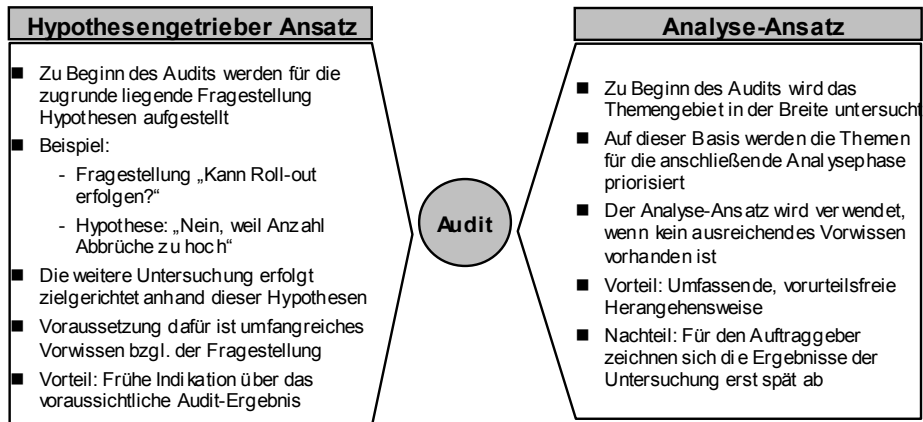 Hypothesengetrieber Ansatz
■ Zu Beginn des Audits werden für die
zugrunde liegende Fragestellung
Hypothesen aufgestellt
■ Beispiel:
- Fragestellung „Kann Roll-out
erfolgen?“
- Hypothese: „Nein, weil Anzahl
Abbrüche zu hoch“
■ Die weitere Untersuchung erfolgt
zielgerichtet anhand dieser Hypothesen
■ Voraussetzung dafür ist umfangreiches
Vorwissen bzgl. der Fragestellung
■ Vorteil: Frühe Indikation über das
voraussichtliche Audit-Ergebnis
Audit
Analyse-Ansatz
■ Zu Beginn des Audits wird das
Themengebiet in der Breite untersucht
■ Auf dieser Basis werden die Themen
für die anschließende Analysephase
priorisiert
■ Der Analyse-Ansatz wird verwendet,
wenn kein ausreichendes Vorwissen
vorhanden ist
■ Vorteil: Umfassende, vorurteilsfreie
Herangehensweise
■ Nachteil: Für den Auftraggeber
zeichnen sich die Ergebnisse der
Untersuchung erst spät ab